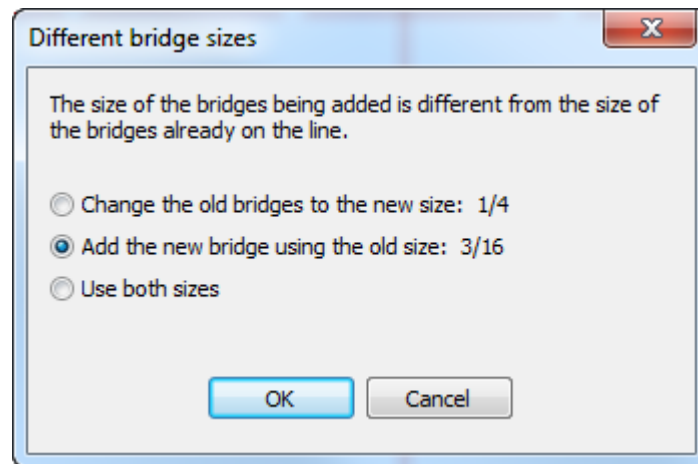 Different bridge sizes
The size of the bridges being added is different from the size of
the bridges already on the line.
Change the old bridges to the new size: 1/4
Add the new bridge using the old size: 3/16
Use both sizes
OK
Cancel